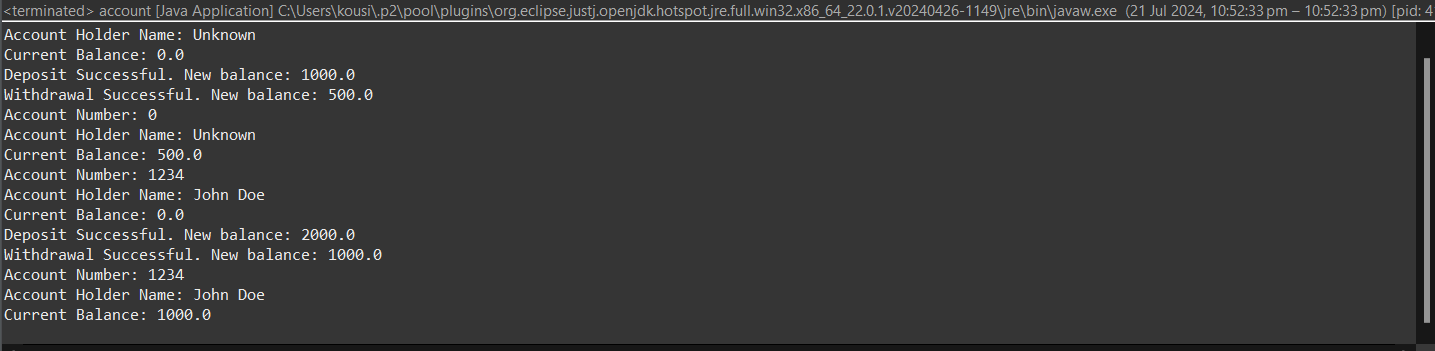 <terminated> account [Java Application] C:\Users\kousi\.p2\pool\plugins\org.eclipse.justj.openjdk.hotspot.jre.full.win32.x86_64_22.0.1.v20240426-1149\jre\bin\javaw.exe (21 Jul 2024, 10:52:33 pm – 10:52:33 pm) [pid: 4
Account Holder Name: Unknown
Current Balance: 0.0
Deposit Successful. New balance: 1000.0
Withdrawal Successful. New balance: 500.0
Account Number: 0
Account Holder Name: Unknown
Current Balance: 500.0
Account Number: 1234
Account Holder Name: John Doe
Current Balance: 0.0
Deposit Successful. New balance: 2000.0
Withdrawal Successful. New balance: 1000.0
Account Number: 1234
Account Holder Name: John Doe
Current Balance: 1000.0